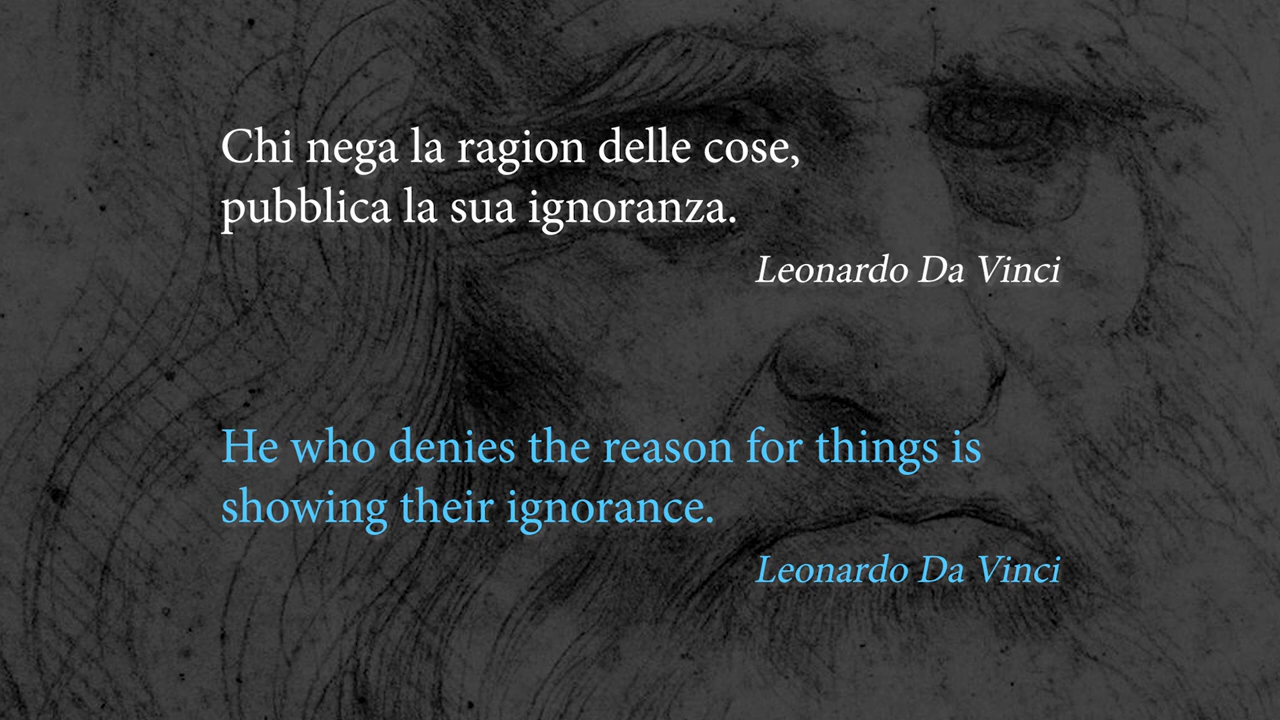 Chi nega la ragion delle cose,
pubblica la sua ignoranza.
Leonardo Da Vinci
He who denies the reason for things is
showing their ignorance.
Leonardo Da Vinci